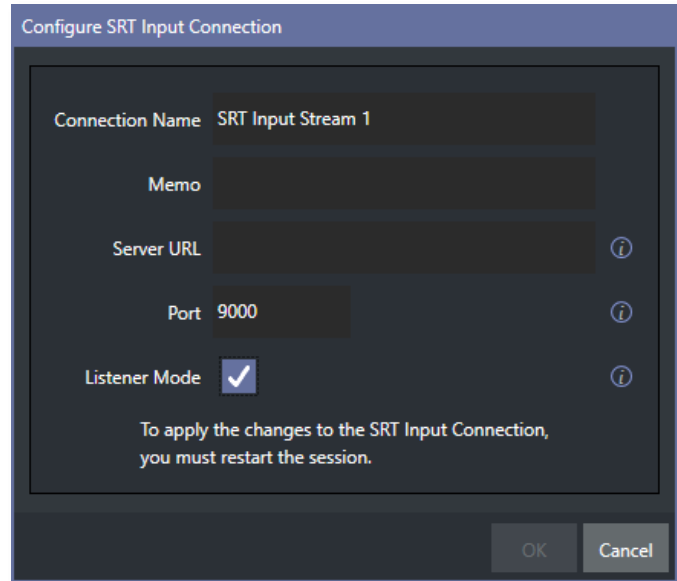 Configure SRT Input Connection
Connection Name SRT Input Stream 1
Memo
Server URL
Port 9000
Listener Mode
To apply the changes to the SRT Input Connection,
you must restart the session.
OK Cancel